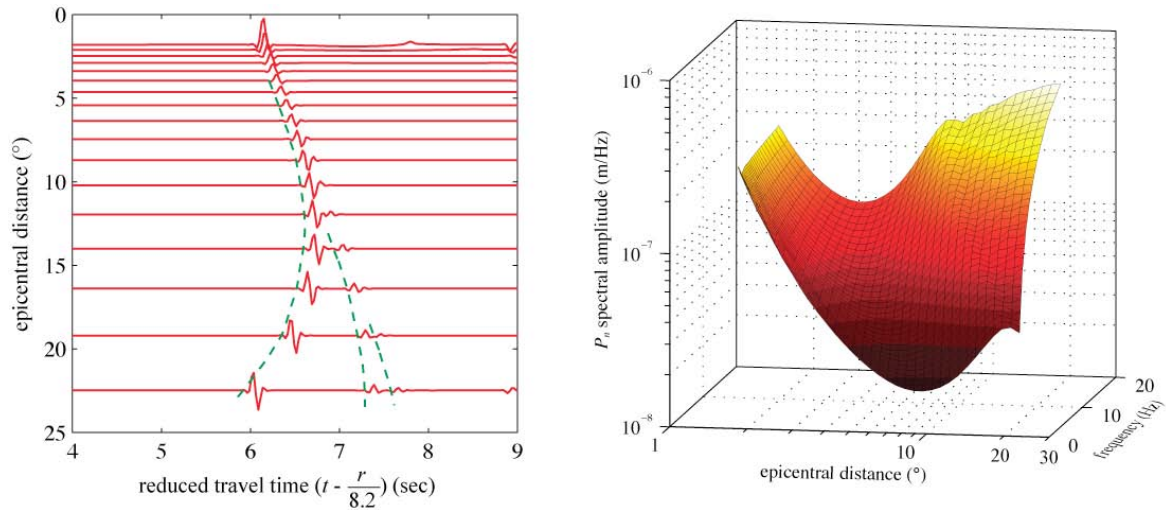 0
5
10
15
20
25
epicentral distance (°)
4 5 6 7 8 9
reduced travel time (t - r/8.2) (sec)
10⁻⁶
10⁻⁷
10⁻⁸
Pₙ spectral amplitude (m/Hz)
1 10 20 30
epicentral distance (°)
0 10 20
frequency (Hz)